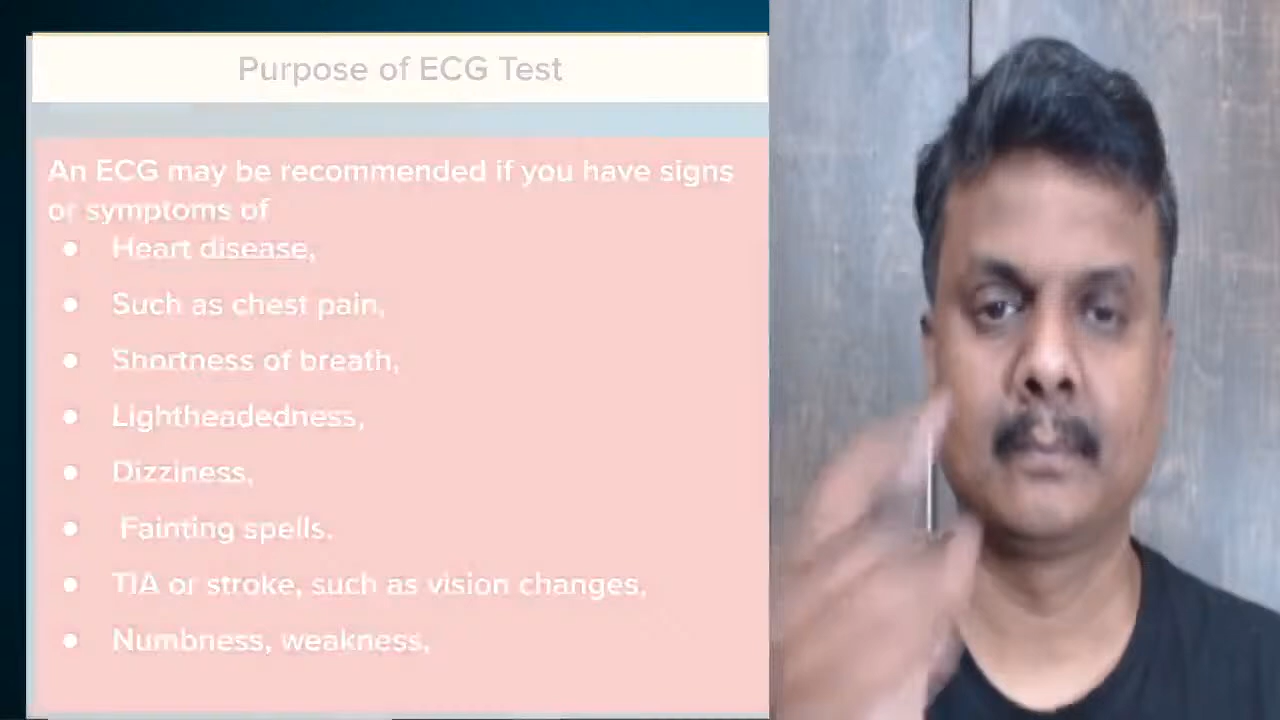 Purpose of ECG Test
An ECG may be recommended if you have signs
or symptoms of
● Heart disease,
● Such as chest pain,
● Shortness of breath,
● Lightheadedness,
● Dizziness,
● Fainting spells.
● TIA or stroke, such as vision changes,
● Numbness, weakness,